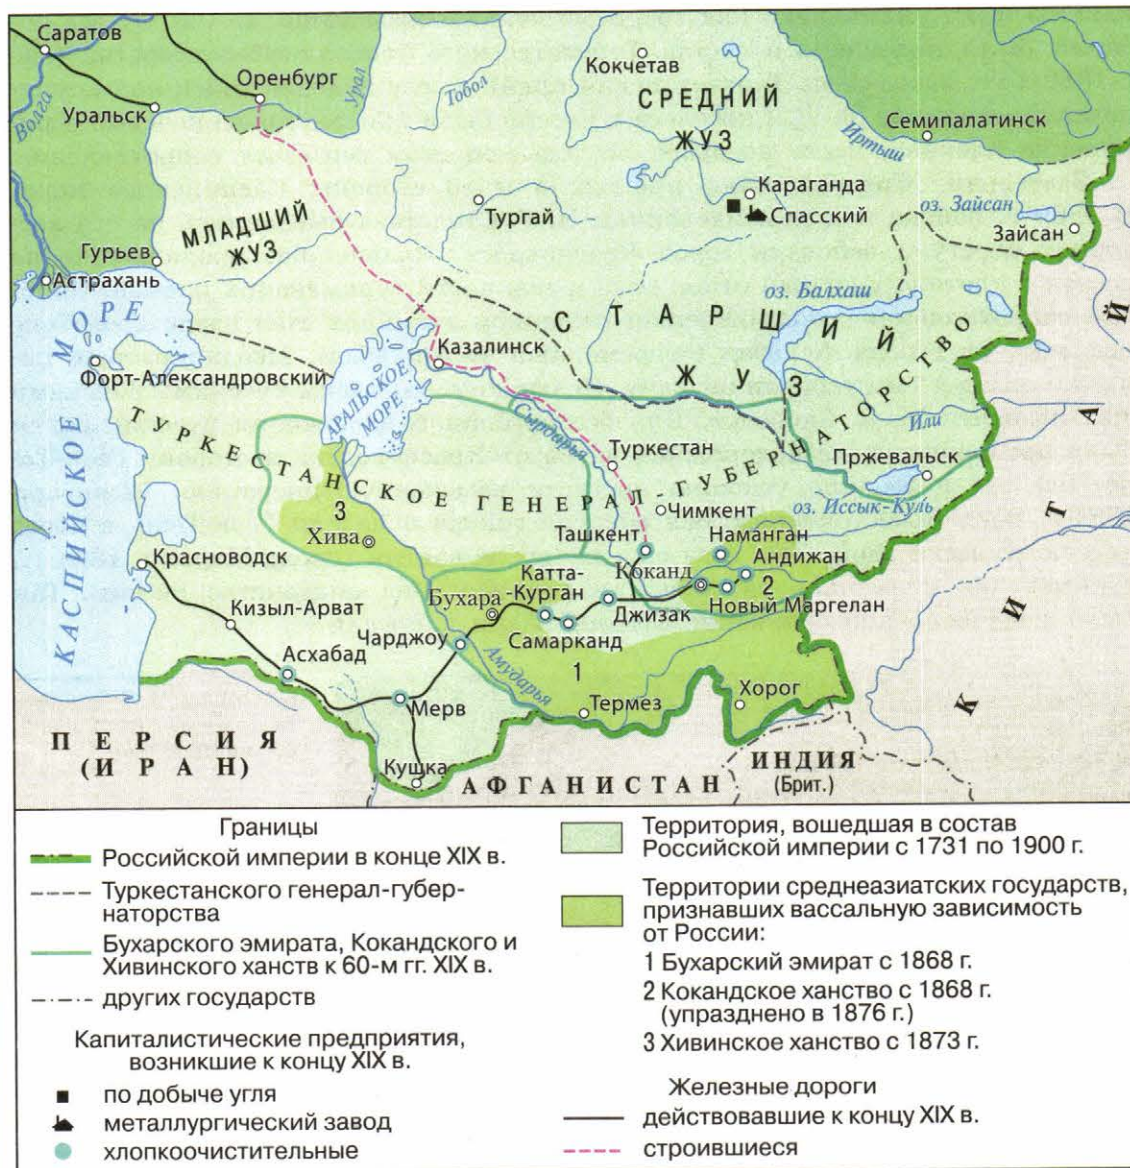 Саратов
Оренбург
Уральск
Волга
Урал
Тобол
Кокчетав
СРЕДНИЙ
ЖУЗ
Семипалатинск
Иртыш
Караганда
Спасский
оз. Зайсан
Зайсан
Тургай
МЛАДШИЙ
ЖУЗ
Гурьев
Астрахань
КАСПИЙСКОЕ МОРЕ
Форт-Александровский
АРАЛЬСКОЕ
МОРЕ
Казалинск
СТАРШИЙ
ЖУЗ
оз. Балхаш
Или
ТУРКЕСТАНСКОЕ ГЕНЕРАЛ-ГУБЕРНАТОРСТВО
Сырдарья
Туркестан
Пржевальск
оз. Иссык-Куль
Чимкент
КИТАЙ
3
Хива
Ташкент
Наманган
Андижан
Красноводск
Коканд
2
Катта-
Курган
Бухара
Новый Маргелан
Кизыл-Арват
Джизак
Чарджоу
Самарканд
Асхабад
Амударья
1
Мерв
Термез
Хорог
ПЕРСИЯ
(ИРАН)
Кушка
АФГАНИСТАН
ИНДИЯ
(Брит.)
Границы
Российской империи в конце XIX в.
Туркестанского генерал-губер-
наторства
Бухарского эмирата, Кокандского и
Хивинского ханств к 60-м гг. XIX в.
других государств
Капиталистические предприятия,
возникшие к концу XIX в.
по добыче угля
металлургический завод
хлопкоочистительные
Территория, вошедшая в состав
Российской империи с 1731 по 1900 г.
Территории среднеазиатских государств,
признавших вассальную зависимость
от России:
1 Бухарский эмират с 1868 г.
2 Кокандское ханство с 1868 г.
(упразднено в 1876 г.)
3 Хивинское ханство с 1873 г.
Железные дороги
действовавшие к концу XIX в.
строившиеся